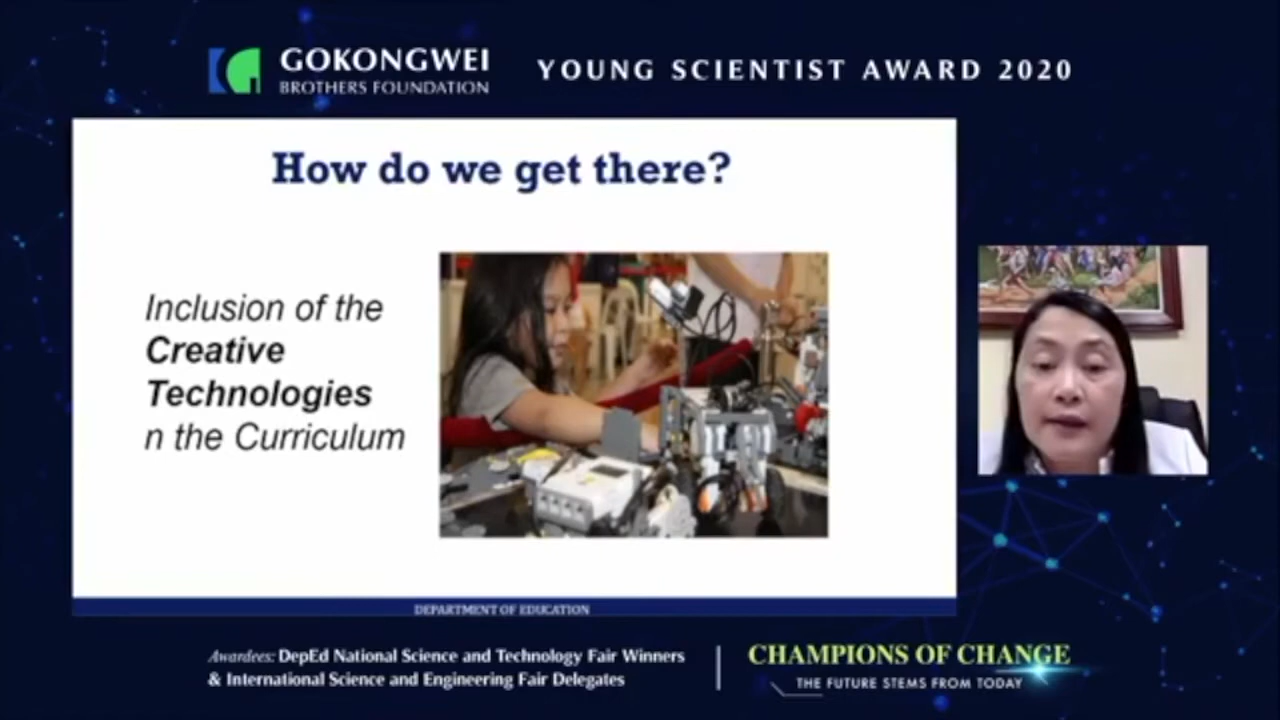 GOKONGWEI
BROTHERS FOUNDATION
YOUNG SCIENTIST AWARD 2020
How do we get there?
Inclusion of the
Creative
Technologies
n the Curriculum
DEPARTMENT OF EDUCATION
Awardees: DepEd National Science and Technology Fair Winners
& International Science and Engineering Fair Delegates
CHAMPIONS OF CHANGE
THE FUTURE STEMS FROM TODAY